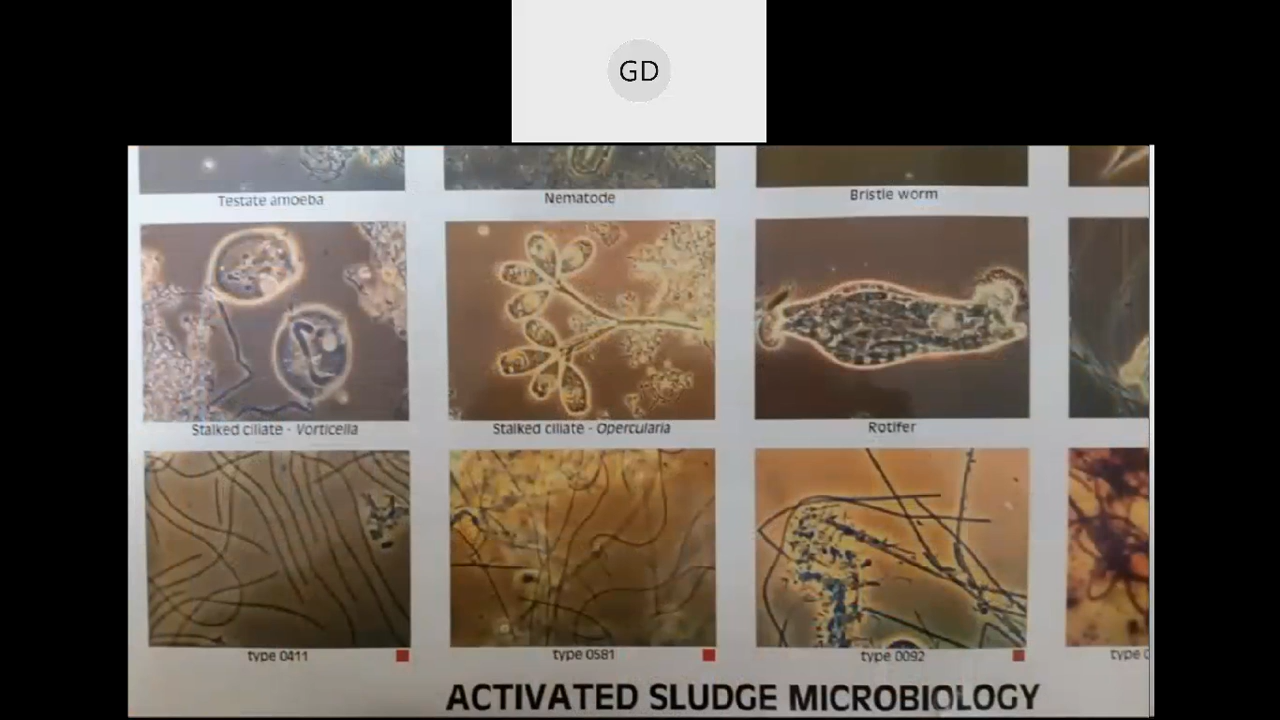 GD
Testate amoeba
Nematode
Bristle worm
Stalked ciliate - Vorticella
Stalked ciliate - Opercularia
Rotifer
type 0411
type 0581
type 0092
type
ACTIVATED SLUDGE MICROBIOLOGY